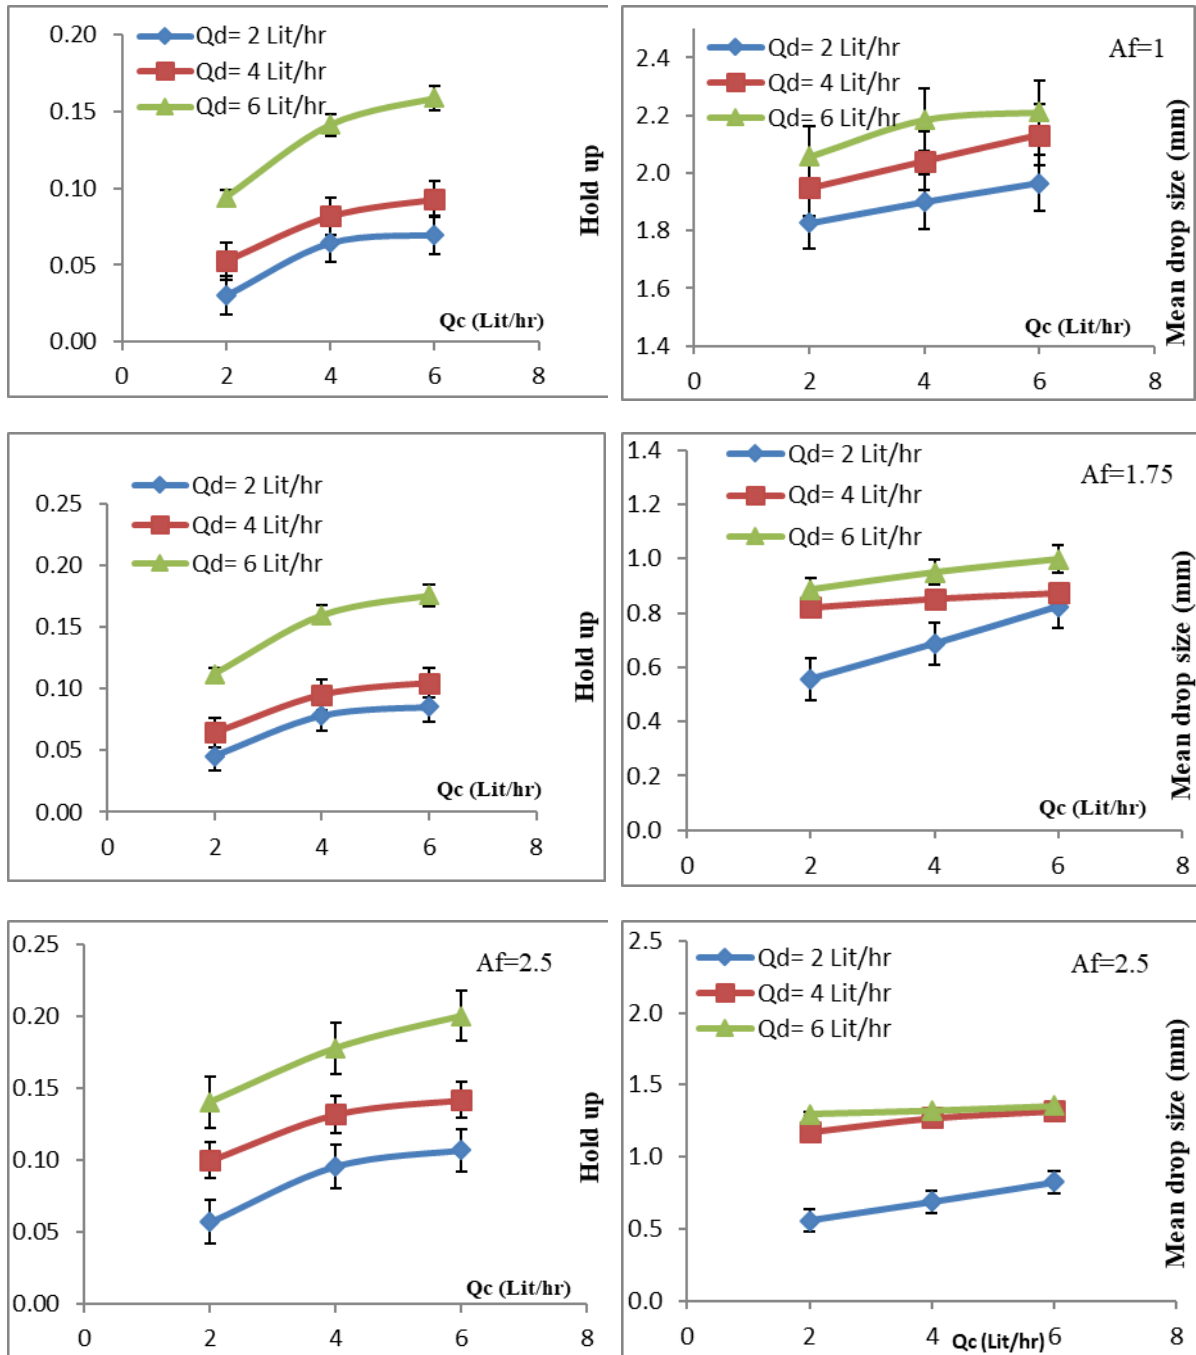 0.20
0.15
0.10
0.05
0.00
0
2
4
6
8
Qd= 2 Lit/hr
Qd= 4 Lit/hr
Qd= 6 Lit/hr
Qc (Lit/hr)
Hold up
2.4
2.2
2.0
1.8
1.6
1.4
0
2
4
6
8
Qd= 2 Lit/hr
Qd= 4 Lit/hr
Qd= 6 Lit/hr
Af=1
Qc (Lit/hr)
Mean drop size (mm)
0.25
0.20
0.15
0.10
0.05
0.00
0
2
4
6
8
Qd= 2 Lit/hr
Qd= 4 Lit/hr
Qd= 6 Lit/hr
Qc (Lit/hr)
Hold up
1.4
1.2
1.0
0.8
0.6
0.4
0.2
0.0
0
2
4
6
8
Qd= 2 Lit/hr
Qd= 4 Lit/hr
Qd= 6 Lit/hr
Af=1.75
Qc (Lit/hr)
Mean drop size (mm)
0.25
0.20
0.15
0.10
0.05
0.00
0
2
4
6
8
Af=2.5
Qc (Lit/hr)
Hold up
2.5
2.0
1.5
1.0
0.5
0.0
0
2
4
6
8
Qd= 2 Lit/hr
Qd= 4 Lit/hr
Qd= 6 Lit/hr
Af=2.5
Qc (Lit/hr)
Mean drop size (mm)